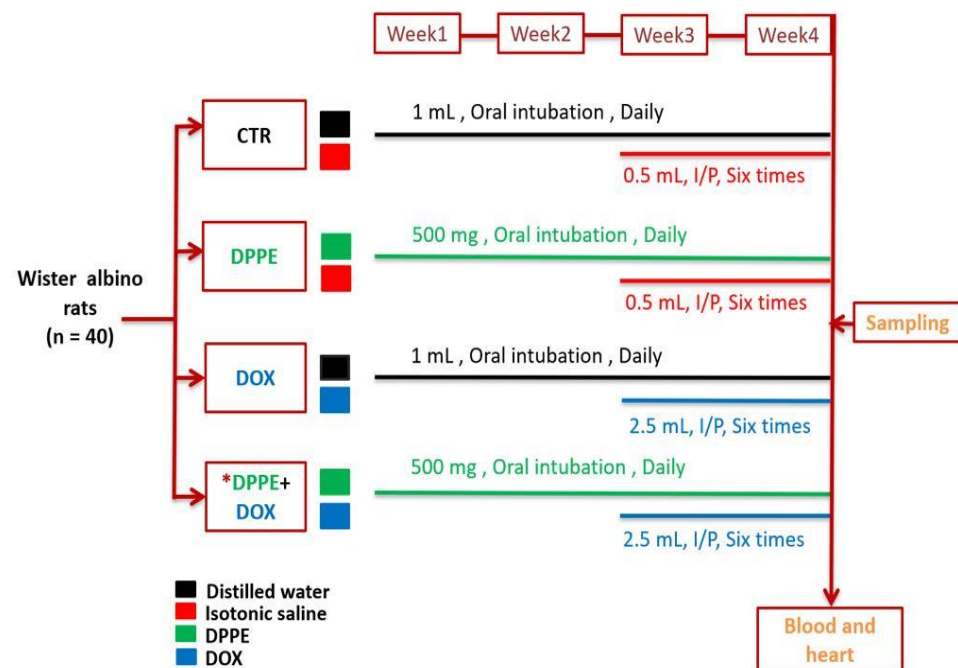 Week1 Week2 Week3 Week4
1 mL , Oral intubation , Daily
CTR
0.5 mL, I/P, Six times
500 mg , Oral intubation , Daily
DPPE
0.5 mL, I/P, Six times
Wister albino
rats
(n = 40)
Sampling
1 mL , Oral intubation , Daily
DOX
2.5 mL, I/P, Six times
500 mg , Oral intubation , Daily
*DPPE+
DOX
2.5 mL, I/P, Six times
Distilled water
Isotonic saline
DPPE
DOX
Blood and
heart